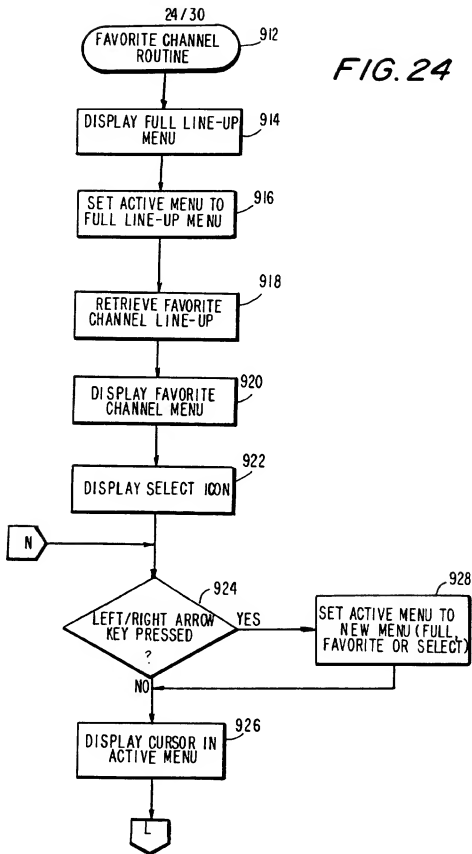 24/30
FAVORITE CHANNEL
ROUTINE
912
FIG. 24
DISPLAY FULL LINE-UP
MENU
914
SET ACTIVE MENU TO
FULL LINE-UP MENU
916
RETRIEVE FAVORITE
CHANNEL LINE-UP
918
DISPLAY FAVORITE
CHANNEL MENU
920
DISPLAY SELECT ICON
922
N
924
LEFT/RIGHT ARROW
KEY PRESSED
?
YES
928
SET ACTIVE MENU TO
NEW MENU (FULL,
FAVORITE OR SELECT)
NO
926
DISPLAY CURSOR IN
ACTIVE MENU
L